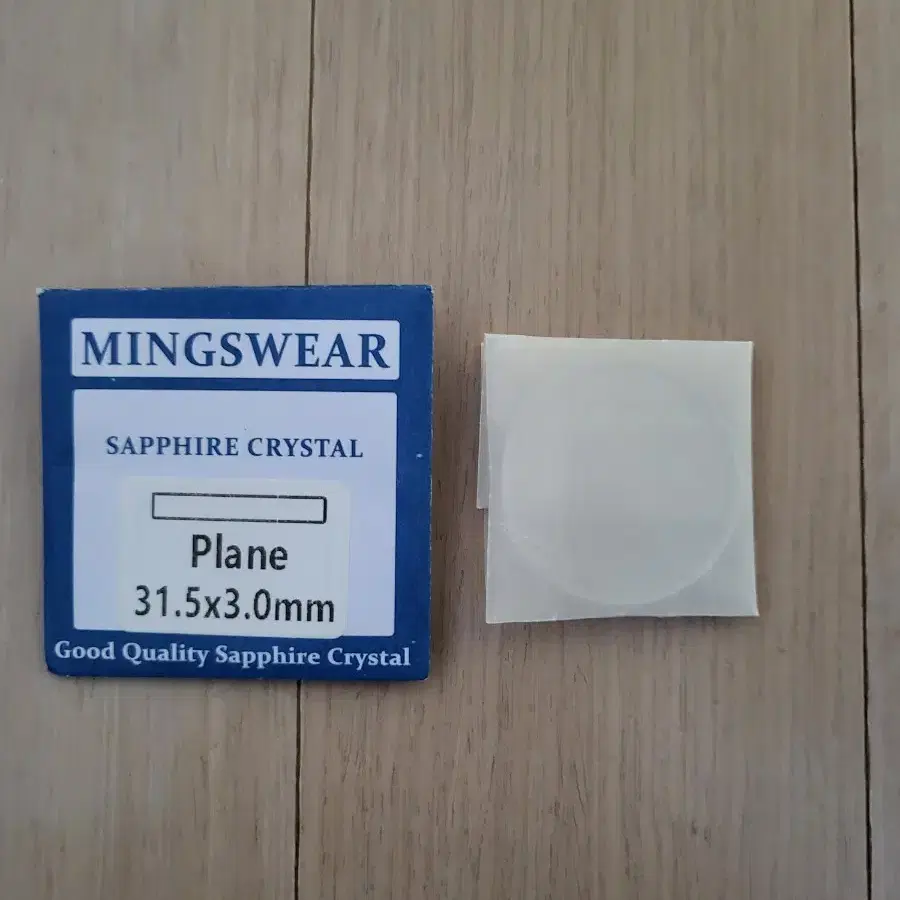 MINGSWEAR
SAPPHIRE CRYSTAL
Plane
31.5x3.0mm
Good Quality Sapphire Crystal